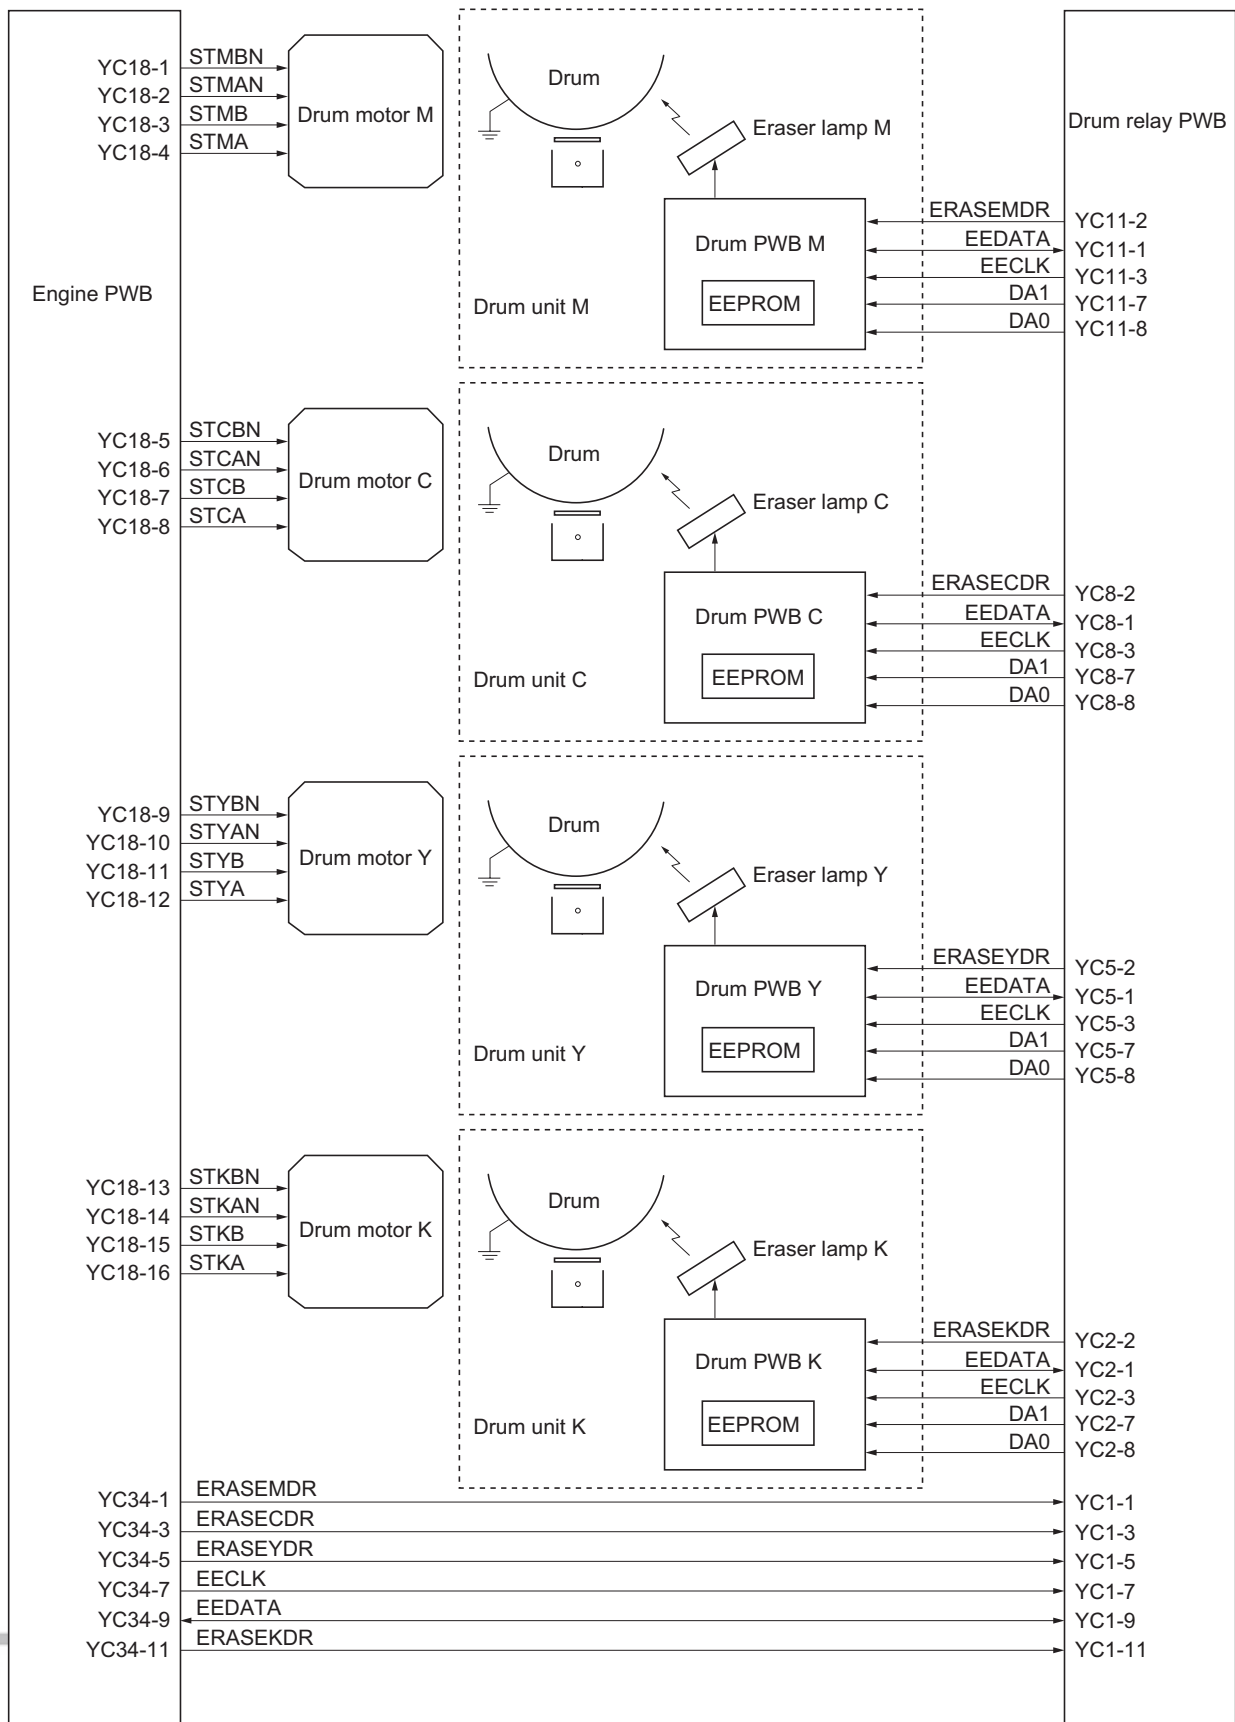 Engine PWB
Drum relay PWB
YC18-1 STMBN
YC18-2 STMAN
YC18-3 STMB
YC18-4 STMA
Drum motor M
Drum
Eraser lamp M
Drum PWB M
EEPROM
Drum unit M
ERASEMDR YC11-2
EEDATA YC11-1
EECLK YC11-3
DA1 YC11-7
DA0 YC11-8
YC18-5 STCBN
YC18-6 STCAN
YC18-7 STCB
YC18-8 STCA
Drum motor C
Drum
Eraser lamp C
Drum PWB C
EEPROM
Drum unit C
ERASECDR YC8-2
EEDATA YC8-1
EECLK YC8-3
DA1 YC8-7
DA0 YC8-8
YC18-9 STYBN
YC18-10 STYAN
YC18-11 STYB
YC18-12 STYA
Drum motor Y
Drum
Eraser lamp Y
Drum PWB Y
EEPROM
Drum unit Y
ERASEYDR YC5-2
EEDATA YC5-1
EECLK YC5-3
DA1 YC5-7
DA0 YC5-8
YC18-13 STKBN
YC18-14 STKAN
YC18-15 STKB
YC18-16 STKA
Drum motor K
Drum
Eraser lamp K
Drum PWB K
EEPROM
Drum unit K
ERASEKDR YC2-2
EEDATA YC2-1
EECLK YC2-3
DA1 YC2-7
DA0 YC2-8
YC34-1 ERASEMDR YC1-1
YC34-3 ERASECDR YC1-3
YC34-5 ERASEYDR YC1-5
YC34-7 EECLK YC1-7
YC34-9 EEDATA YC1-9
YC34-11 ERASEKDR YC1-11